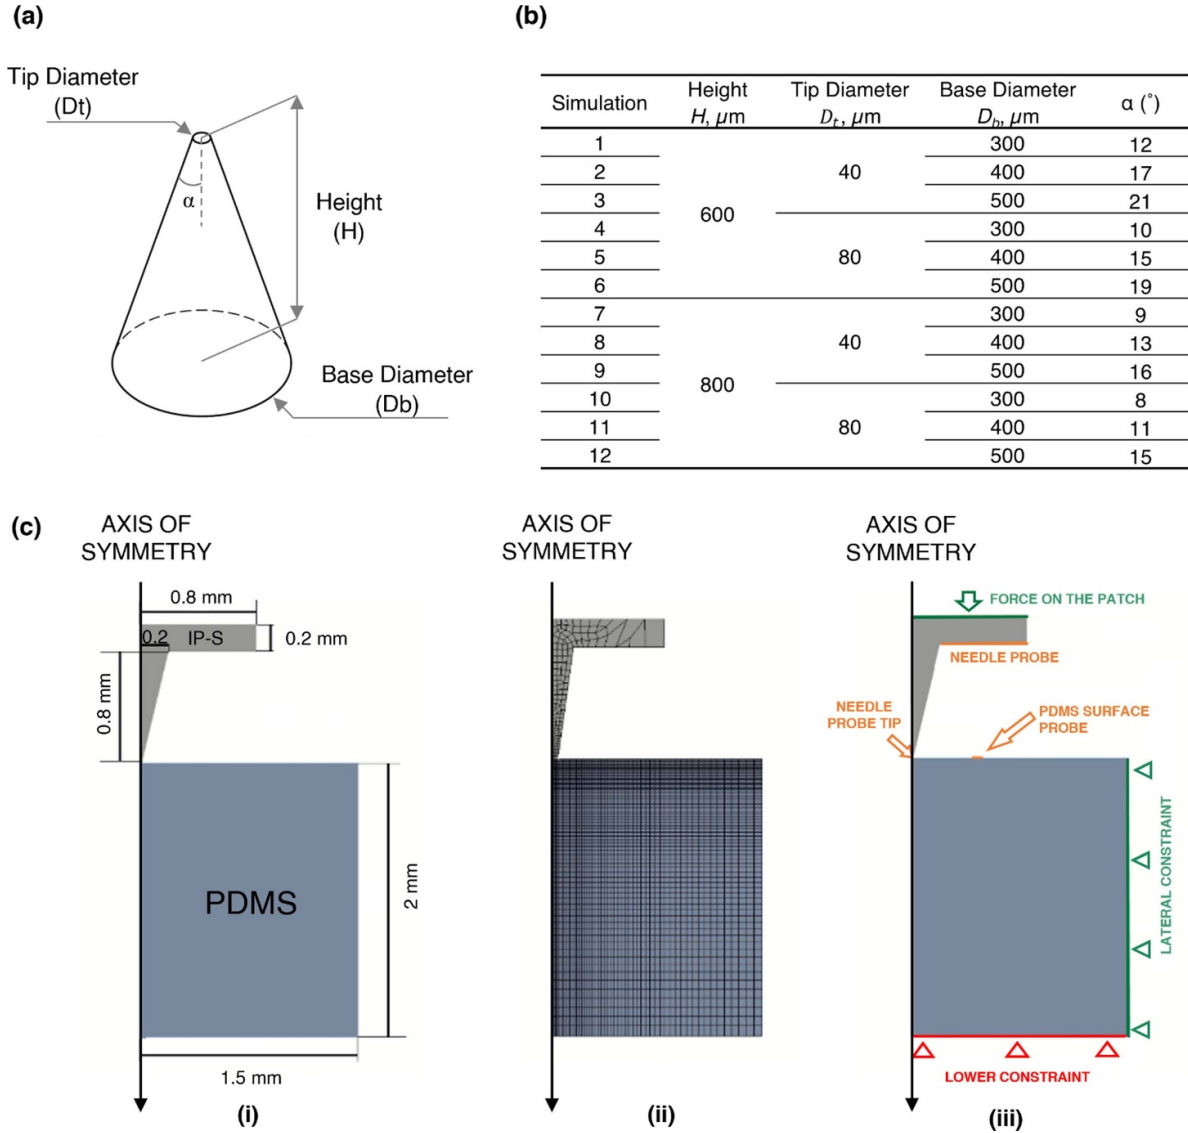 (a)
Tip Diameter
(Dt)
α
Height
(H)
Base Diameter
(Db)
(b)
Simulation Height H, µm Tip Diameter Dt, µm Base Diameter Db, µm α (°)
1 600 40 300 12
2 400 17
3 500 21
4 80 300 10
5 400 15
6 500 19
7 800 40 300 9
8 400 13
9 500 16
10 80 300 8
11 400 11
12 500 15
(c)
AXIS OF
SYMMETRY
0.8 mm
0.2 IP-S 0.2 mm
0.8 mm
PDMS
2 mm
1.5 mm
(i)
AXIS OF
SYMMETRY
(ii)
AXIS OF
SYMMETRY
FORCE ON THE PATCH
NEEDLE PROBE
NEEDLE
PROBE TIP
PDMS SURFACE
PROBE
LATERAL CONSTRAINT
LOWER CONSTRAINT
(iii)